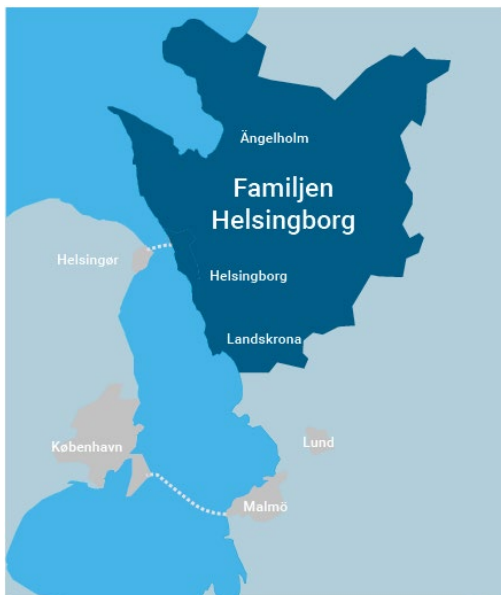 Ängelholm
Familjen
Helsingborg
Helsingør
Helsingborg
Landskrona
København
Lund
Malmö